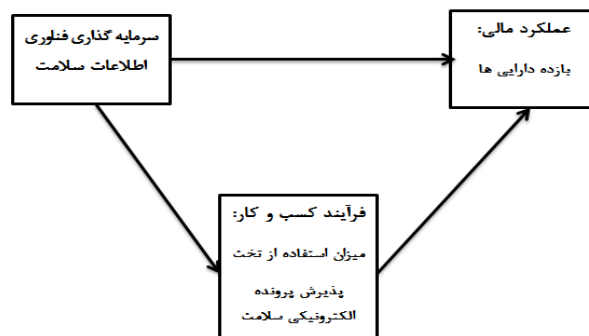 سرمایه گذاری فناوری
اطلاعات سلامت
عملکرد مالی:
بازده دارایی ها
فرآیند کسب و کار:
میزان استفاده از تخت
پذیرش پرونده
الکترونیکی سلامت